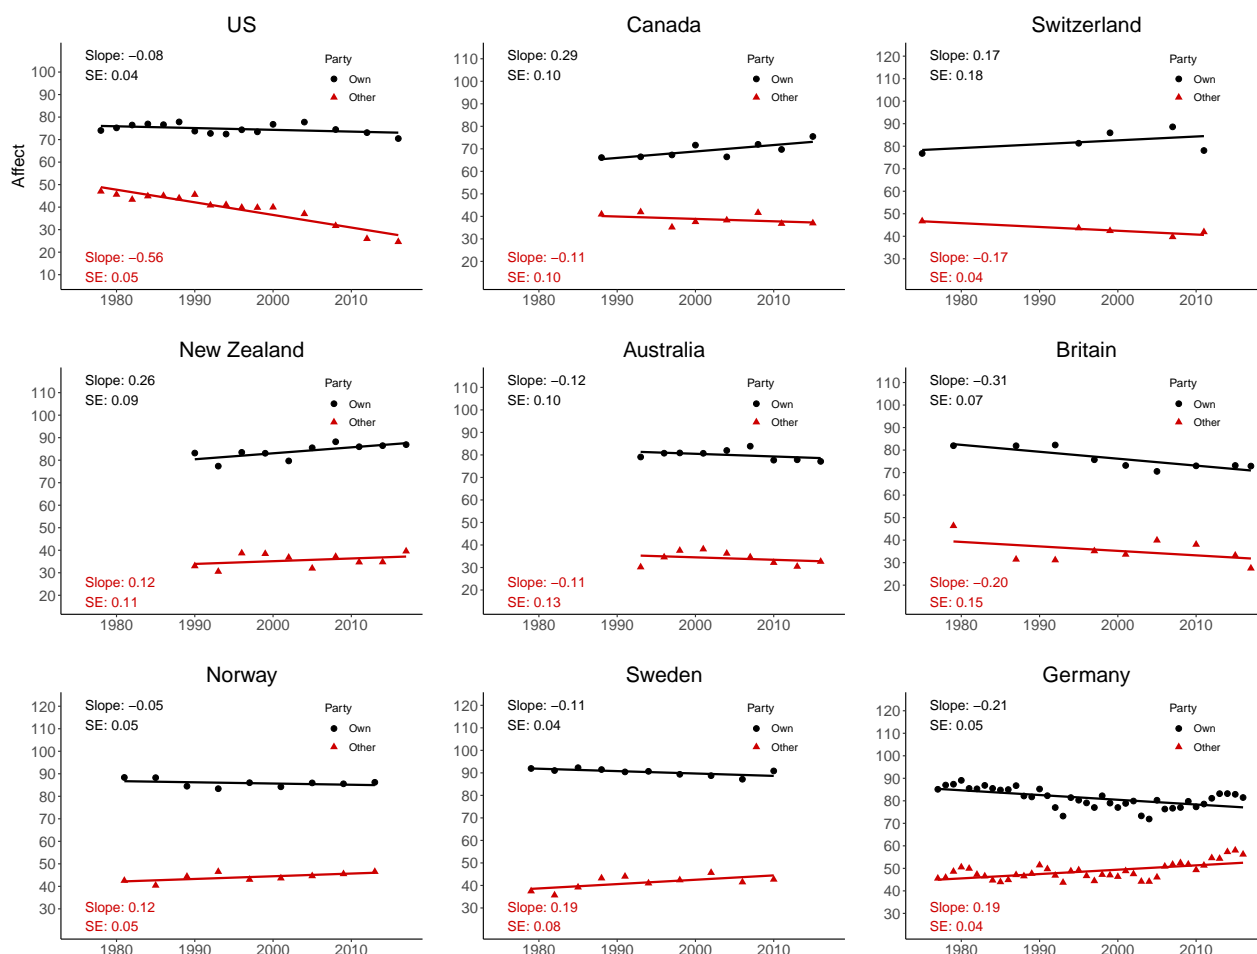 US
Slope: −0.08
SE: 0.04
Party
Own
Other
Affect
100
90
80
70
60
50
40
30
20
10
Slope: −0.56
SE: 0.05
1980 1990 2000 2010
Canada
Slope: 0.29
SE: 0.10
Party
Own
Other
110
100
90
80
70
60
50
40
30
20
Slope: −0.11
SE: 0.10
1980 1990 2000 2010
Switzerland
Slope: 0.17
SE: 0.18
Party
Own
Other
120
110
100
90
80
70
60
50
40
30
Slope: −0.17
SE: 0.04
1980 1990 2000 2010
New Zealand
Slope: 0.26
SE: 0.09
Party
Own
Other
110
100
90
80
70
60
50
40
30
20
Slope: 0.12
SE: 0.11
1980 1990 2000 2010
Australia
Slope: −0.12
SE: 0.10
Party
Own
Other
110
100
90
80
70
60
50
40
30
20
Slope: −0.11
SE: 0.13
1980 1990 2000 2010
Britain
Slope: −0.31
SE: 0.07
Party
Own
Other
110
100
90
80
70
60
50
40
30
20
Slope: −0.20
SE: 0.15
1980 1990 2000 2010
Norway
Slope: −0.05
SE: 0.05
Party
Own
Other
120
110
100
90
80
70
60
50
40
30
Slope: 0.12
SE: 0.05
1980 1990 2000 2010
Sweden
Slope: −0.11
SE: 0.04
Party
Own
Other
120
110
100
90
80
70
60
50
40
30
Slope: 0.19
SE: 0.08
1980 1990 2000 2010
Germany
Slope: −0.21
SE: 0.05
Party
Own
Other
120
110
100
90
80
70
60
50
40
30
Slope: 0.19
SE: 0.04
1980 1990 2000 2010